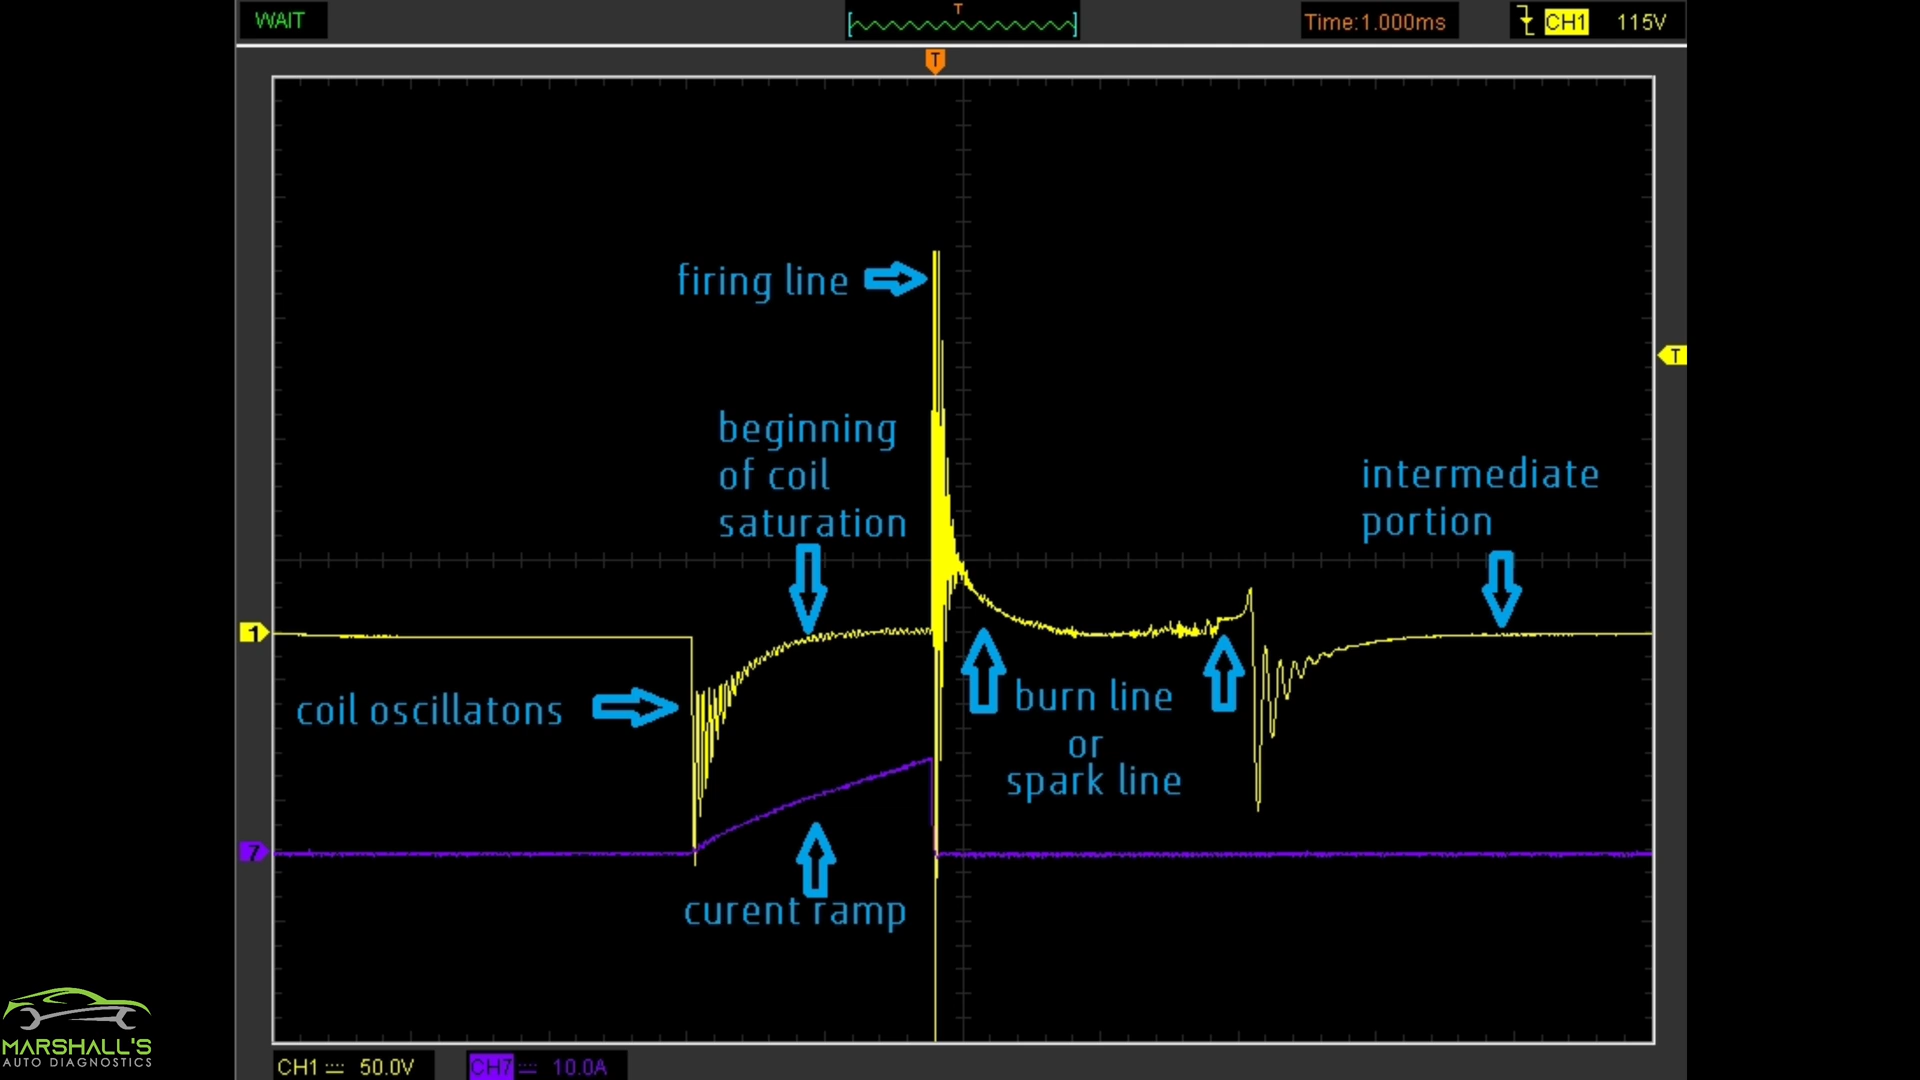 WAIT
T
Time:1.000ms
CH1 115V
T
firing line
T
beginning
of coil
saturation
intermediate
portion
1
coil oscillatons
burn line
or
spark line
7
curent ramp
MARSHALL'S
AUTO DIAGNOSTICS
CH1 50.0V
CH7 10.0A